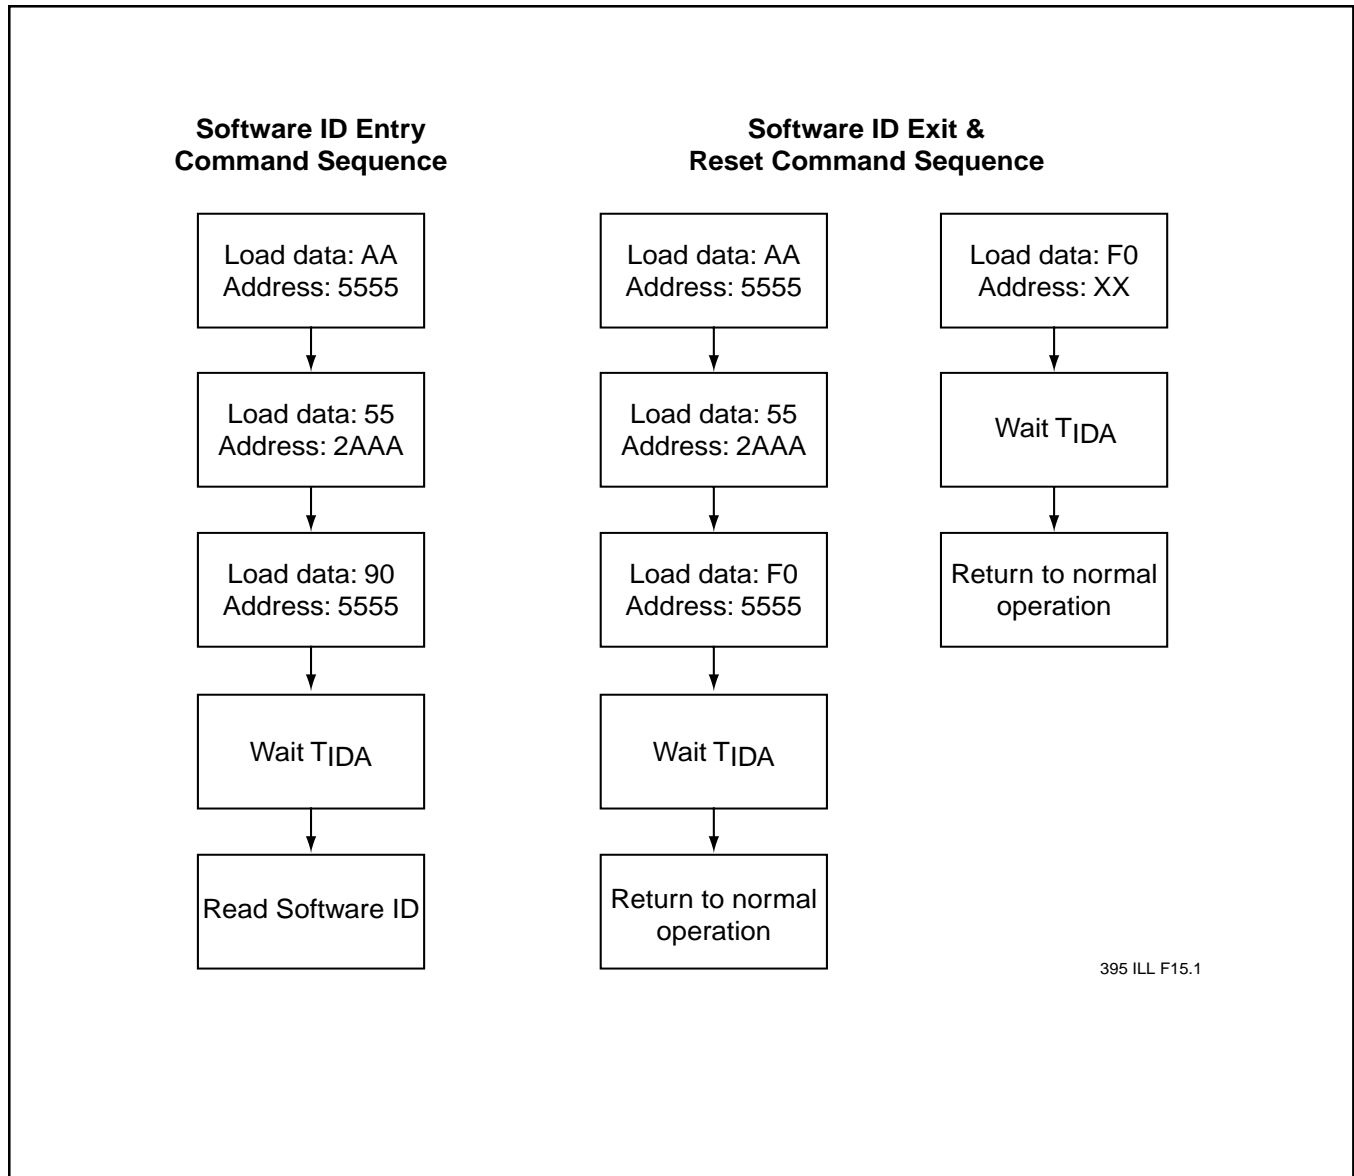 Software ID Entry
Command Sequence
Load data: AA
Address: 5555
Load data: 55
Address: 2AAA
Load data: 90
Address: 5555
Wait TIDA
Read Software ID
Software ID Exit &
Reset Command Sequence
Load data: AA
Address: 5555
Load data: 55
Address: 2AAA
Load data: F0
Address: 5555
Wait TIDA
Return to normal
operation
Load data: F0
Address: XX
Wait TIDA
Return to normal
operation
395 ILL F15.1